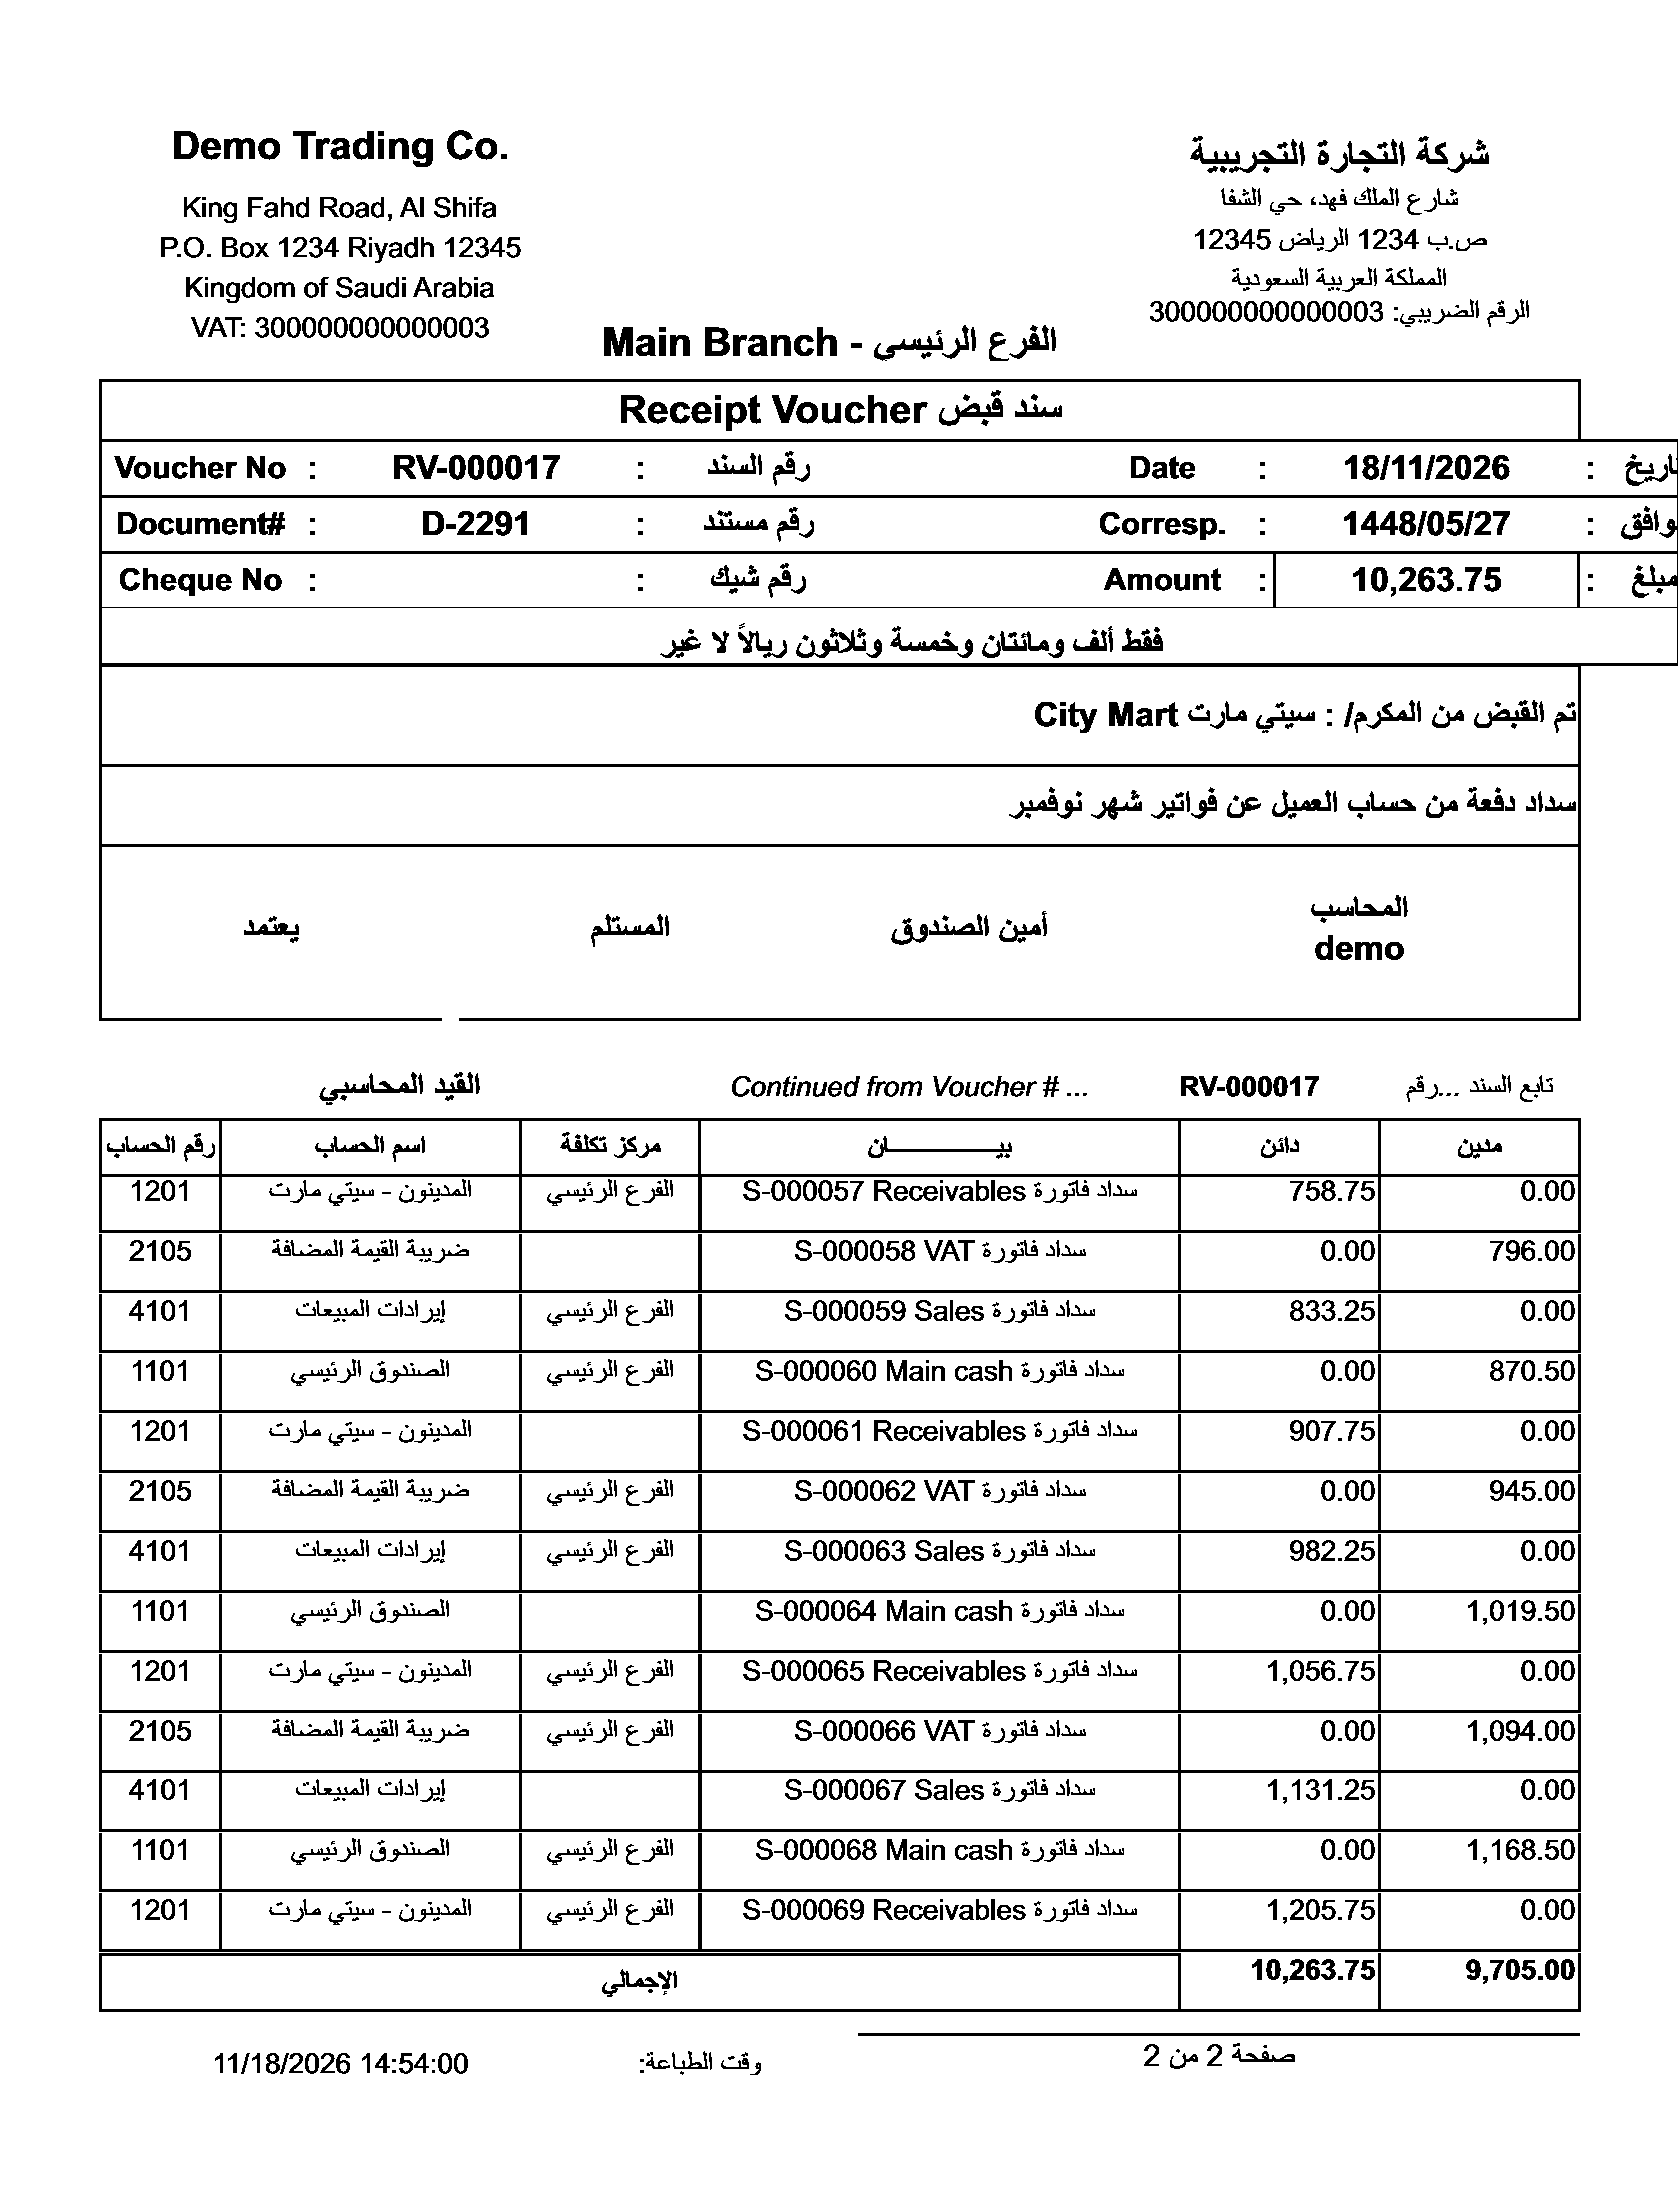 Demo Trading Co.
King Fahd Road, Al Shifa
P.O. Box 1234 Riyadh 12345
Kingdom of Saudi Arabia
VAT: 300000000000003
شركة التجارة التجريبية
شارع الملك فهد، حي الشفا
ص.ب 1234 الرياض 12345
المملكة العربية السعودية
الرقم الضريبي: 300000000000003
Main Branch - الفرع الرئيسي
Receipt Voucher سند قبض
Voucher No : RV-000017 : رقم السند Date : 18/11/2026 : اريخ
Document# : D-2291 : رقم مستند Corresp. : 1448/05/27 : وافق
Cheque No : : رقم شيك Amount : 10,263.75 : مبلغ
فقط ألف ومائتان وخمسة وثلاثون ريالاً لا غير
تم القبض من المكرم/ : سيتي مارت City Mart
سداد دفعة من حساب العميل عن فواتير شهر نوفمبر
المحاسب أمين الصندوق المستلم يعتمد
demo
القيد المحاسبي Continued from Voucher # ... RV-000017 تابع السند ...رقم
رقم الحساب اسم الحساب مركز تكلفة بيـــــــــــــان دائن مدين
1201 المدينون - سيتي مارت الفرع الرئيسي سداد فاتورة S-000057 Receivables 758.75 0.00
2105 ضريبة القيمة المضافة سداد فاتورة S-000058 VAT 0.00 796.00
4101 إيرادات المبيعات الفرع الرئيسي سداد فاتورة S-000059 Sales 833.25 0.00
1101 الصندوق الرئيسي الفرع الرئيسي سداد فاتورة S-000060 Main cash 0.00 870.50
1201 المدينون - سيتي مارت سداد فاتورة S-000061 Receivables 907.75 0.00
2105 ضريبة القيمة المضافة الفرع الرئيسي سداد فاتورة S-000062 VAT 0.00 945.00
4101 إيرادات المبيعات الفرع الرئيسي سداد فاتورة S-000063 Sales 982.25 0.00
1101 الصندوق الرئيسي سداد فاتورة S-000064 Main cash 0.00 1,019.50
1201 المدينون - سيتي مارت الفرع الرئيسي سداد فاتورة S-000065 Receivables 1,056.75 0.00
2105 ضريبة القيمة المضافة الفرع الرئيسي سداد فاتورة S-000066 VAT 0.00 1,094.00
4101 إيرادات المبيعات سداد فاتورة S-000067 Sales 1,131.25 0.00
1101 الصندوق الرئيسي الفرع الرئيسي سداد فاتورة S-000068 Main cash 0.00 1,168.50
1201 المدينون - سيتي مارت الفرع الرئيسي سداد فاتورة S-000069 Receivables 1,205.75 0.00
الإجمالي 10,263.75 9,705.00
11/18/2026 14:54:00 وقت الطباعة: صفحة 2 من 2